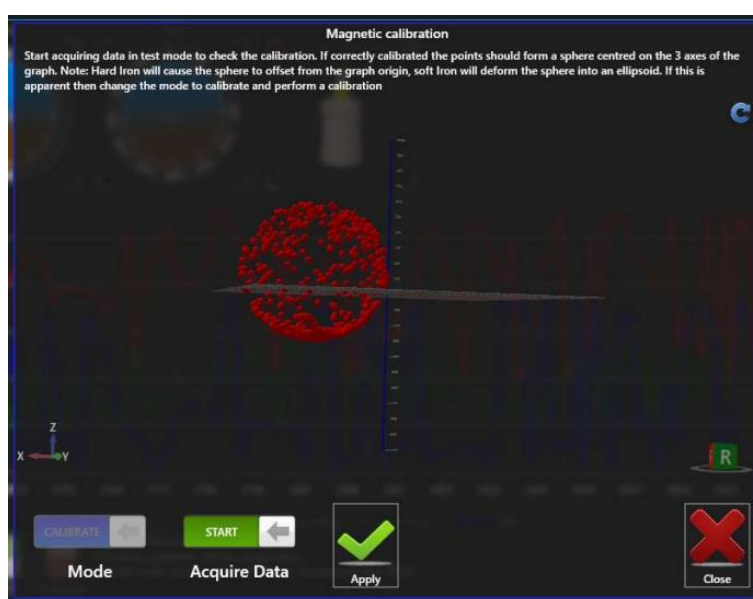 Magnetic calibration
Start acquiring data in test mode to check the calibration. If correctly calibrated the points should form a sphere centred on the 3 axes of the
graph. Note: Hard Iron will cause the sphere to offset from the graph origin, soft Iron will deform the sphere into an ellipsoid. If this is
apparent then change the mode to calibrate and perform a calibration
Z
X Y
R
CALIBRATE START
Mode Acquire Data Apply Close